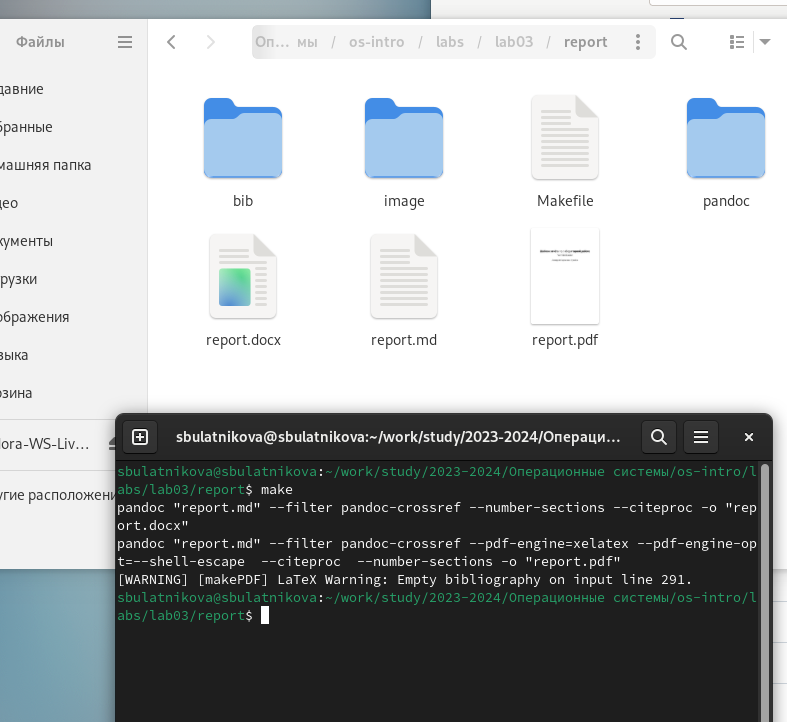 Файлы
Оп… мы / os-intro / labs / lab03 / report
давние
бранные
машняя папка
део
кументы
грузки
ображения
зыка
рзина
dora-WS-Liv…
угие расположени
bib
image
Makefile
pandoc
report.docx
report.md
report.pdf
sbulatnikova@sbulatnikova:~/work/study/2023-2024/Операци…
sbulatnikova@sbulatnikova:~/work/study/2023-2024/Операционные системы/os-intro/l
abs/lab03/report$ make
pandoc "report.md" --filter pandoc-crossref --number-sections --citeproc -o "rep
ort.docx"
pandoc "report.md" --filter pandoc-crossref --pdf-engine=xelatex --pdf-engine-op
t=--shell-escape  --citeproc  --number-sections -o "report.pdf"
[WARNING] [makePDF] LaTeX Warning: Empty bibliography on input line 291.
sbulatnikova@sbulatnikova:~/work/study/2023-2024/Операционные системы/os-intro/l
abs/lab03/report$